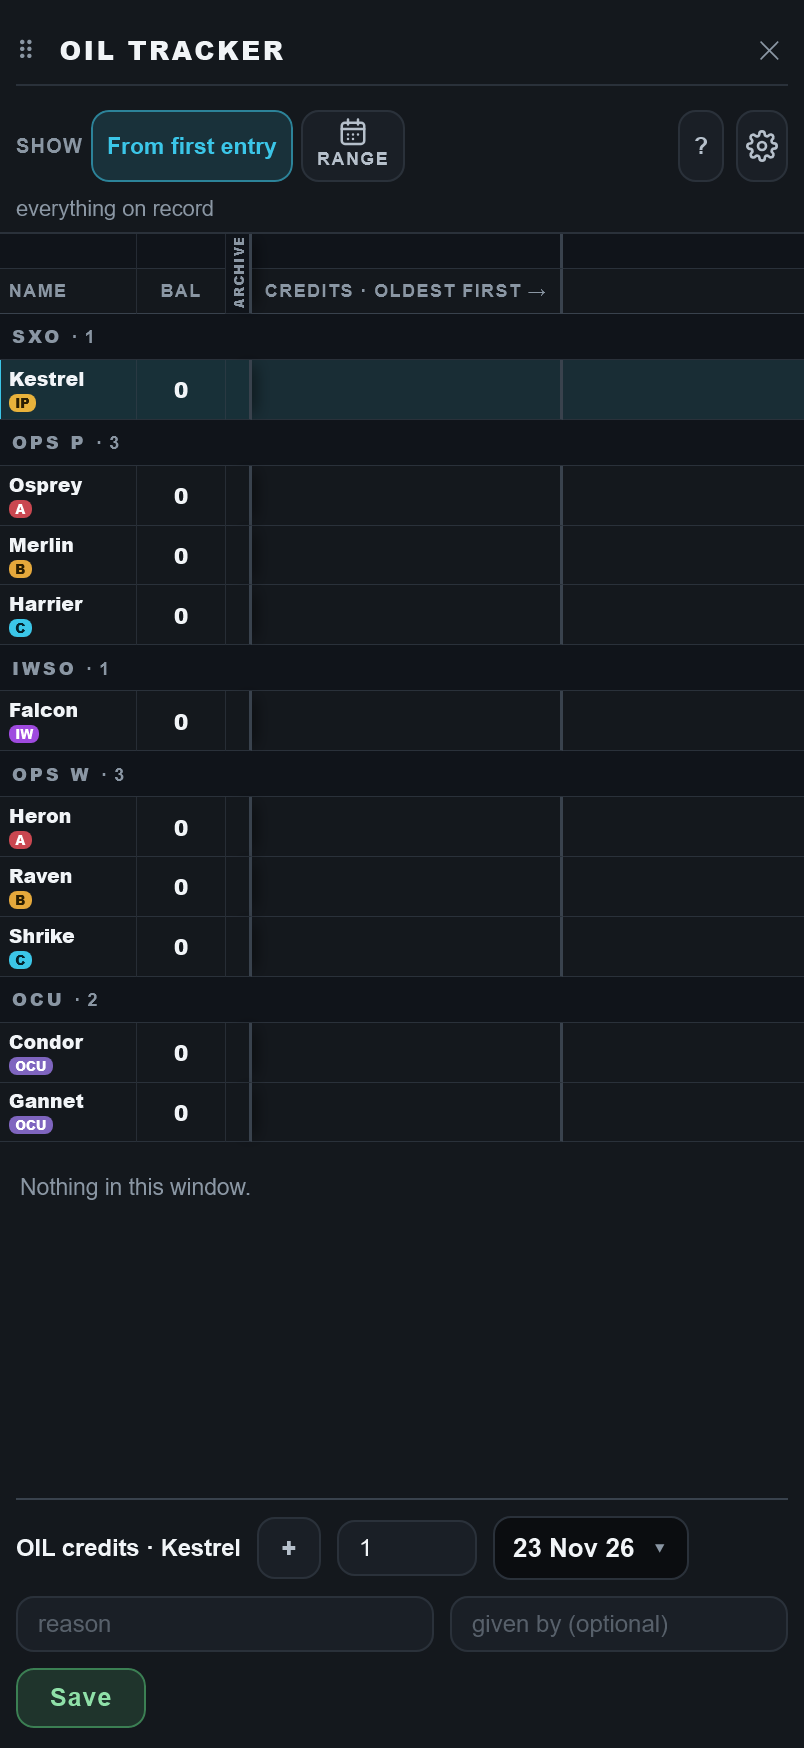 OIL TRACKER
SHOW
From first entry
RANGE
?
everything on record
NAME
BAL
ARCHIVE
CREDITS · OLDEST FIRST →
SXO · 1
Kestrel
IP
0
OPS P · 3
Osprey
A
0
Merlin
B
0
Harrier
C
0
IWSO · 1
Falcon
IW
0
OPS W · 3
Heron
A
0
Raven
B
0
Shrike
C
0
OCU · 2
Condor
OCU
0
Gannet
OCU
0
Nothing in this window.
OIL credits · Kestrel
+
1
23 Nov 26 ▼
reason
given by (optional)
Save